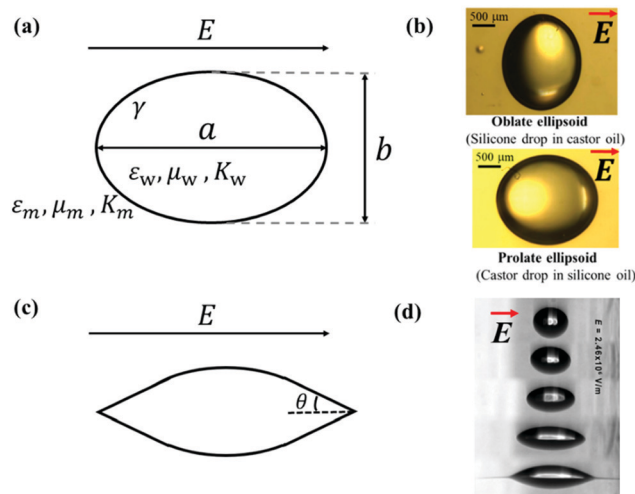 (a)
E
γ
a
b
ε_w, μ_w, K_w
ε_m, μ_m, K_m
(b)
500 μm
E
Oblate ellipsoid
(Silicone drop in castor oil)
500 μm
E
Prolate ellipsoid
(Castor drop in silicone oil)
(c)
E
θ
(d)
E